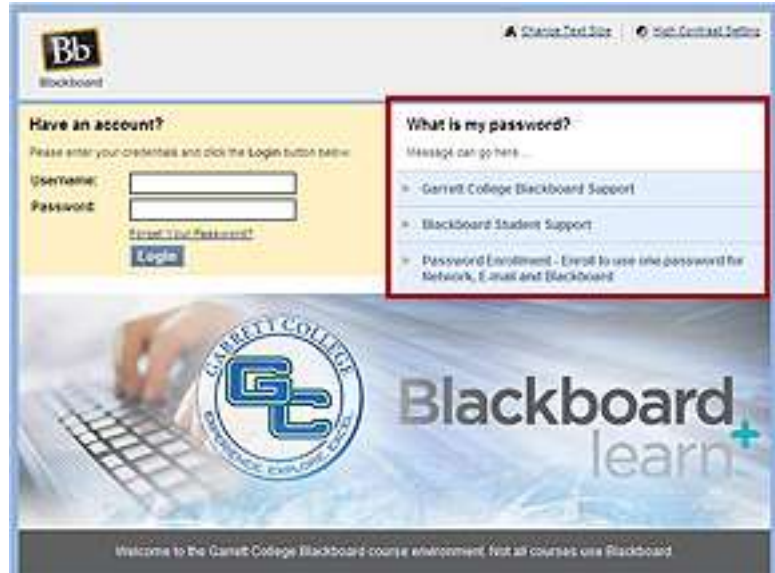 Bb
Blackboard
Change Text Size
High Contrast Setting
Have an account?
Please enter your credentials and click the Login button below.
Username:
Password:
Forgot Your Password?
Login
What is my password?
Message can go here ...
Garrett College Blackboard Support
Blackboard Student Support
Password Enrollment - Enroll to use one password for
Network, E-mail and Blackboard
GARRETT COLLEGE
GC
EXPERIENCE. EXPLORE. EXCEL.
Blackboard
learn+
Welcome to the Garrett College Blackboard course environment. Not all courses use Blackboard